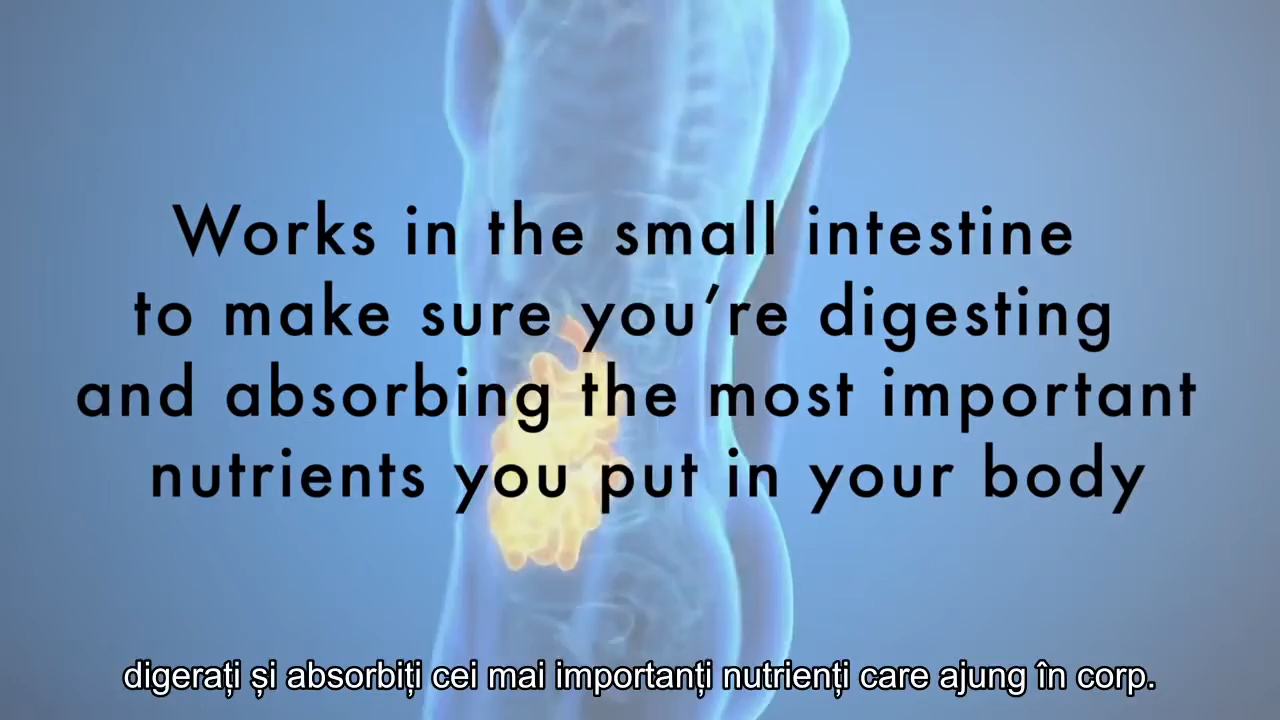 Works in the small intestine
to make sure you’re digesting
and absorbing the most important
nutrients you put in your body
digerați și absorbiți cei mai importanți nutrienți care ajung în corp.